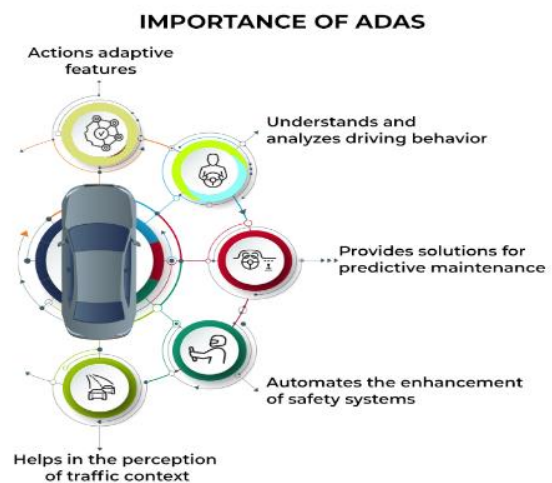 IMPORTANCE OF ADAS
Actions adaptive
features
Understands and
analyzes driving behavior
Provides solutions for
predictive maintenance
Automates the enhancement
of safety systems
Helps in the perception
of traffic context